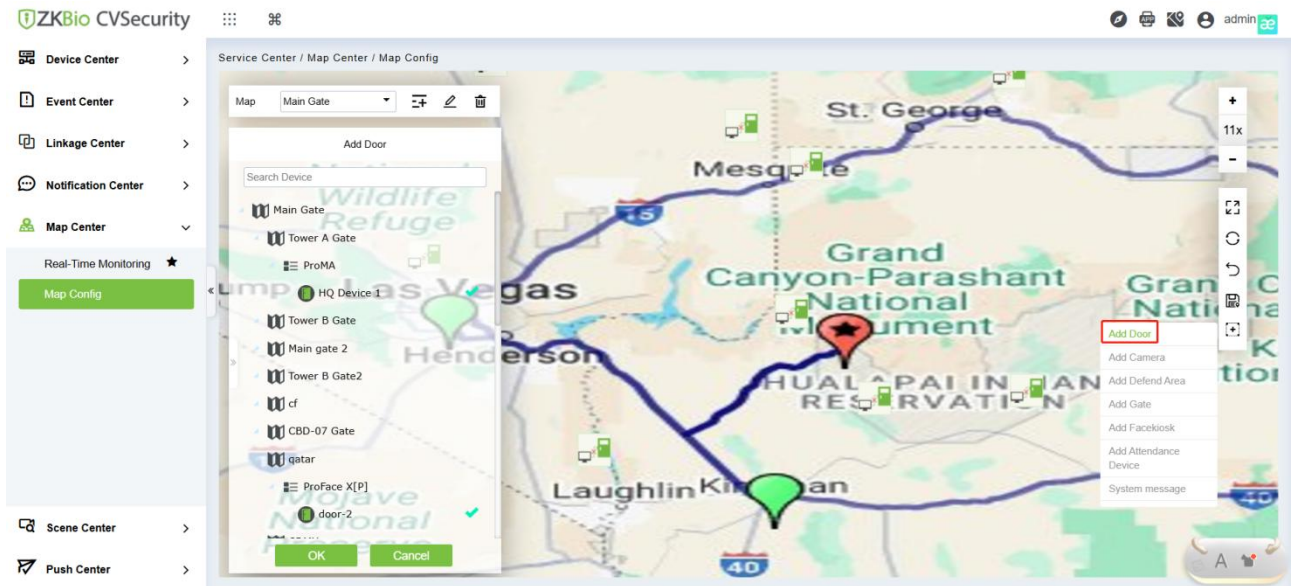 ZKBio CVSecurity
admin
æ
Device Center
Event Center
Linkage Center
Notification Center
Map Center
Real-Time Monitoring
Map Config
Scene Center
Push Center
Service Center / Map Center / Map Config
Map Main Gate
Add Door
Search Device
Main Gate
Tower A Gate
ProMA
HQ Device 1
Tower B Gate
Main gate 2
Tower B Gate2
cf
CBD-07 Gate
qatar
ProFace X[P]
door-2
OK Cancel
Wildlife
Refuge
Las Vegas
Henderson
Mojave
National
St. George
Mesquite
15
Grand
Canyon-Parashant
National
Monument
HUALAPAI INDIAN
RESERVATION
Laughlin
Kingman
40
40
11x
Add Door
Add Camera
Add Defend Area
Add Gate
Add Facekiosk
Add Attendance
Device
System message
A